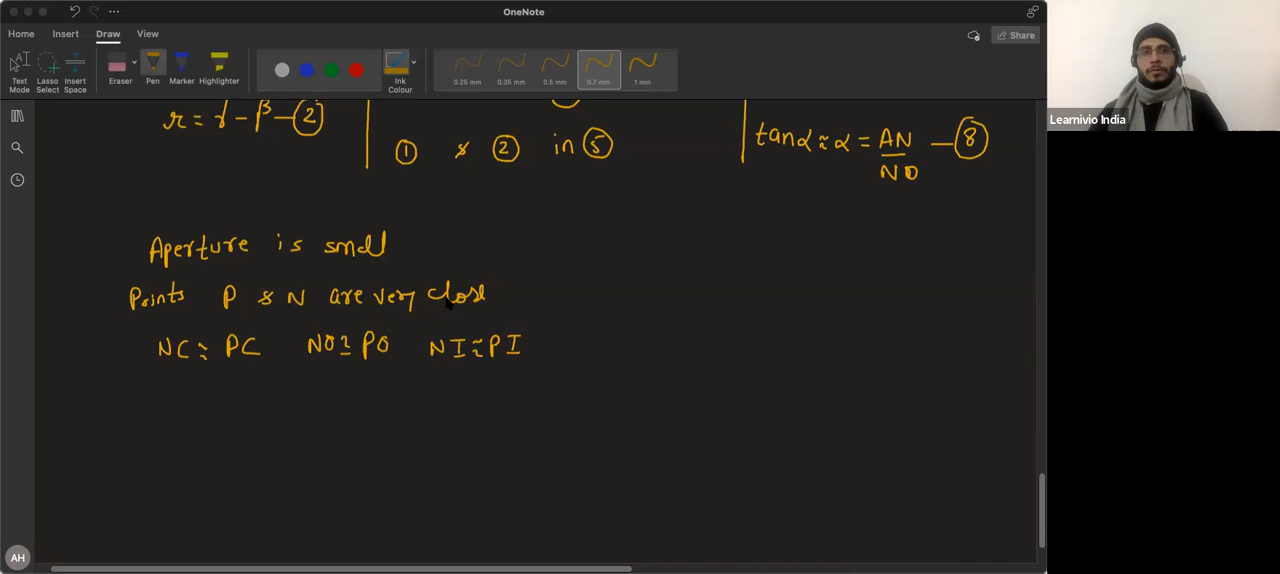 OneNote
Home Insert Draw View
Share
Text Mode
Lasso Select
Insert Space
Eraser
Pen
Marker
Highlighter
Ink Colour
0.25 mm
0.35 mm
0.5 mm
0.7 mm
1 mm
Learnivio India
r = γ - β — ②
① & ② in ⑤
tanα ≈ α = AN — ⑧
NO
Aperture is small
Points P & N are very close
NC ≈ PC NO ≈ PO NI ≈ PI
AH